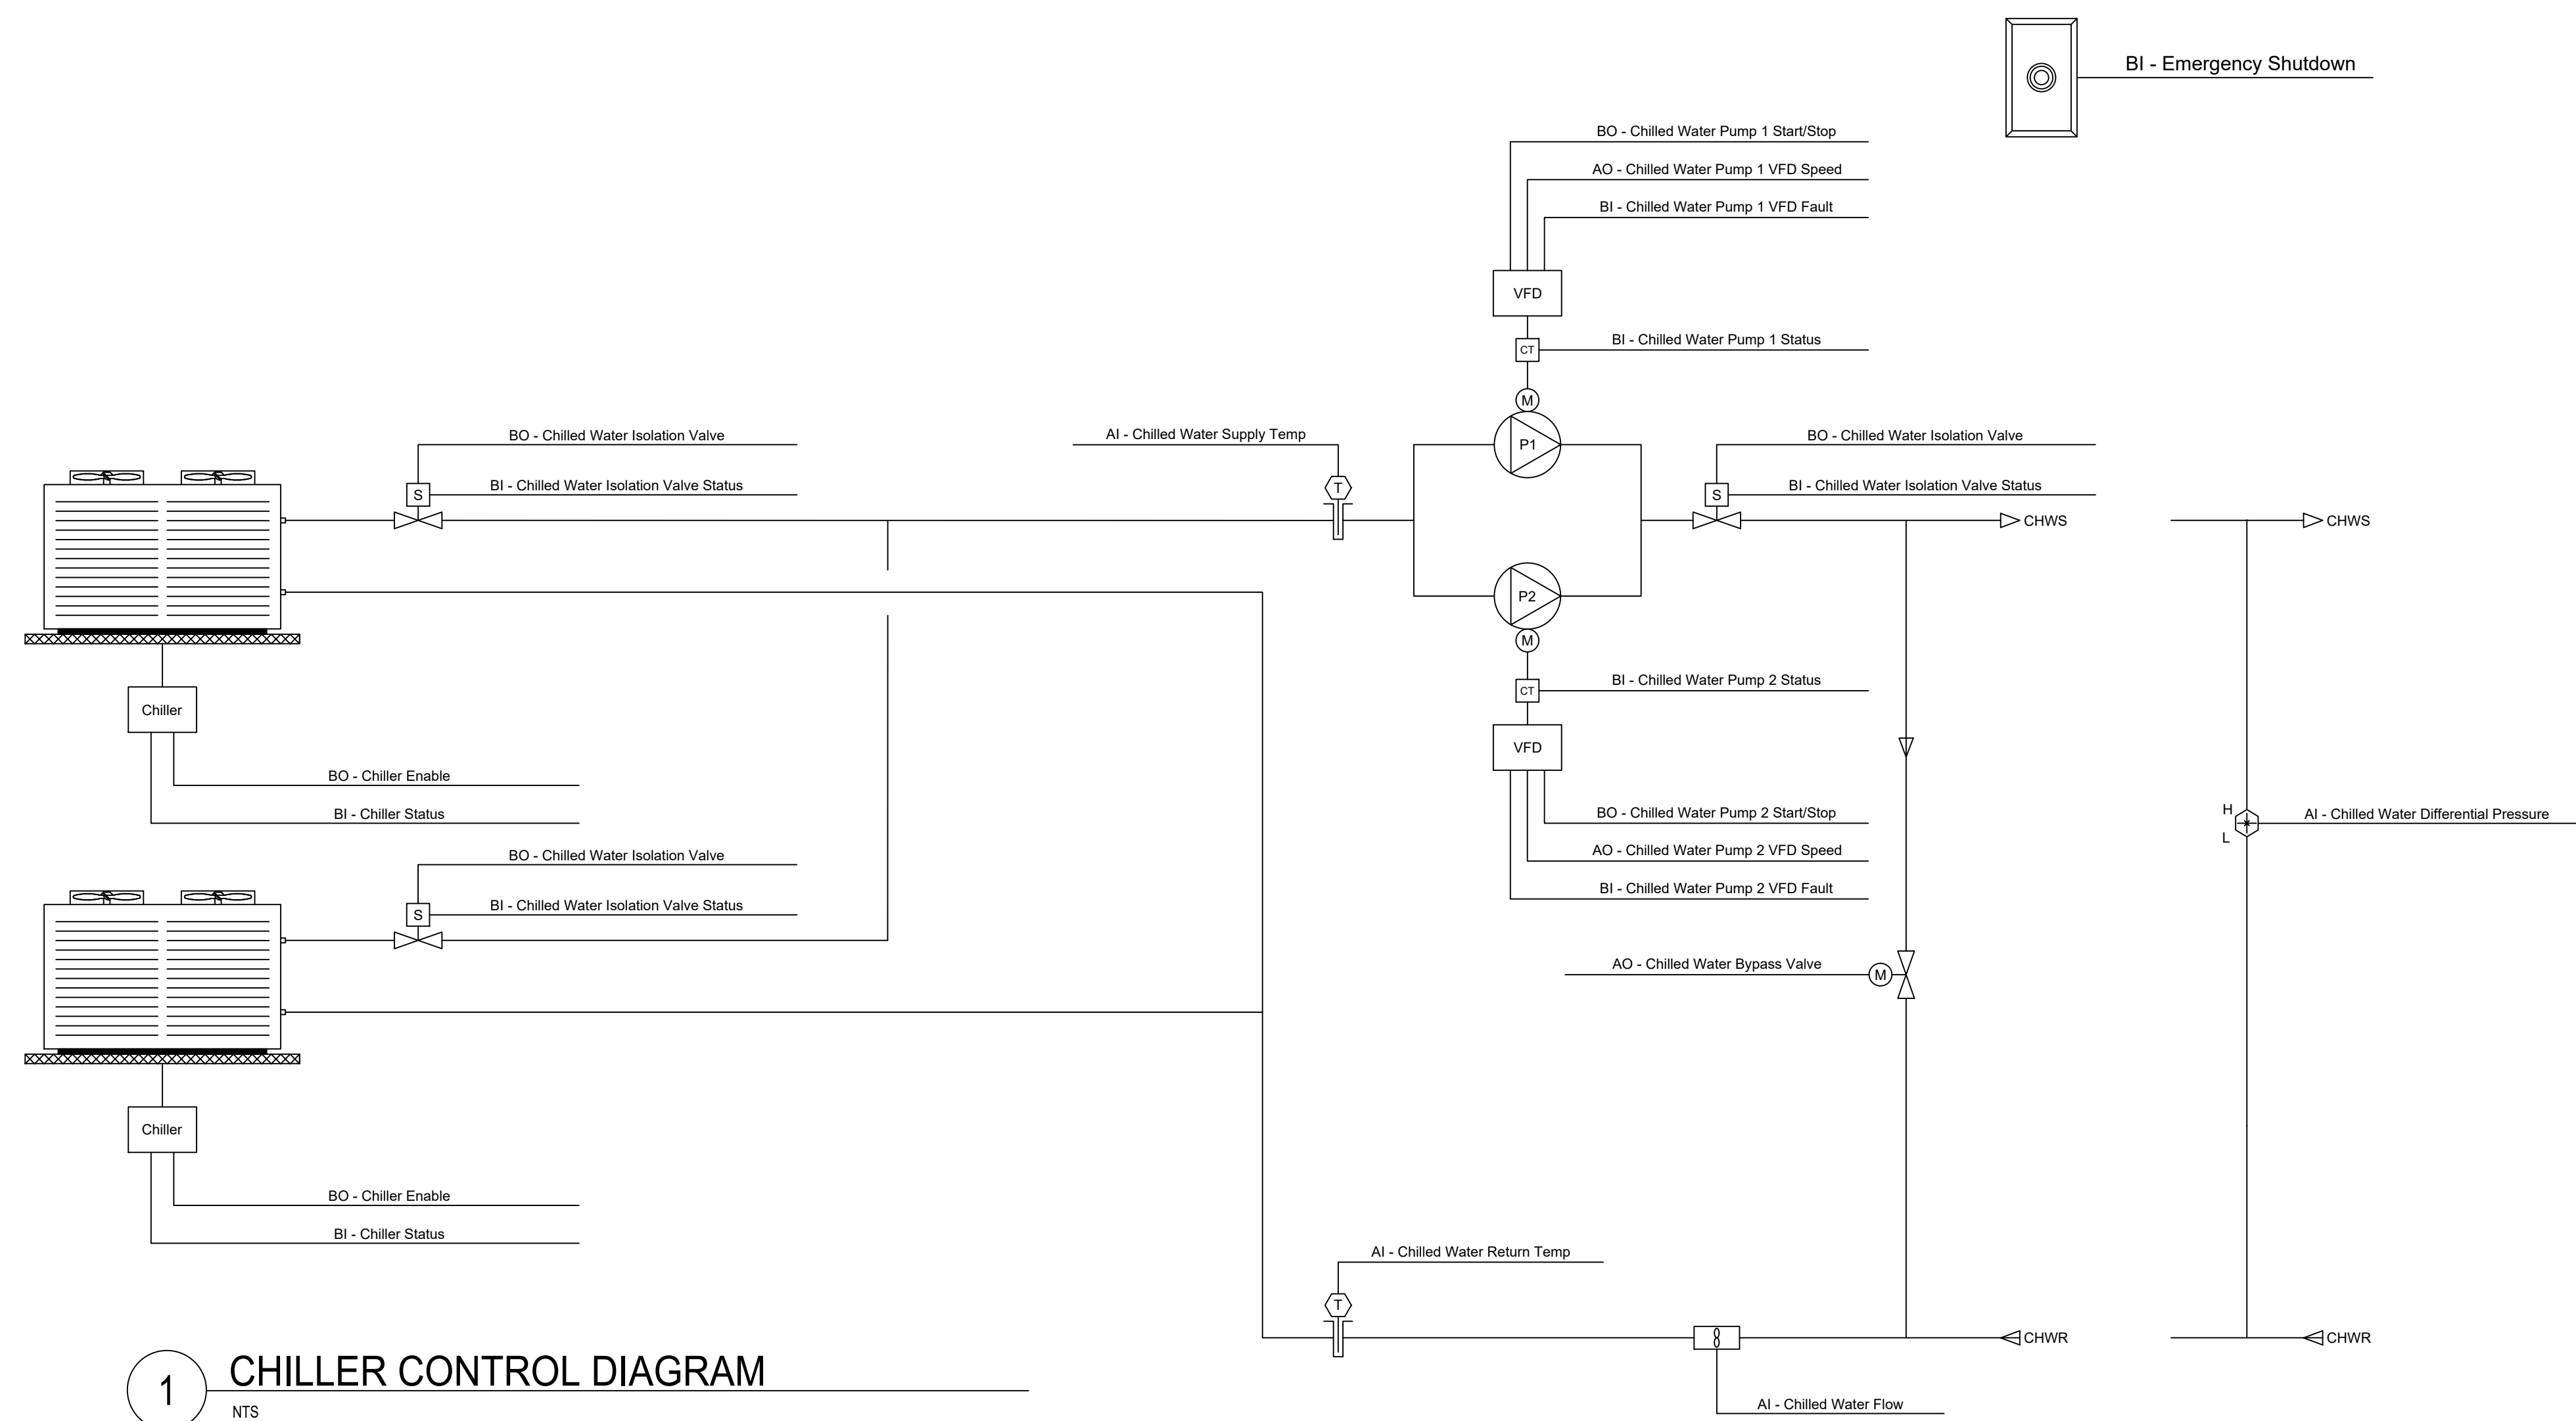 BI - Emergency Shutdown
BO - Chilled Water Pump 1 Start/Stop
AO - Chilled Water Pump 1 VFD Speed
BI - Chilled Water Pump 1 VFD Fault
VFD
BI - Chilled Water Pump 1 Status
CT
M
P1
BO - Chilled Water Isolation Valve
BI - Chilled Water Isolation Valve Status
S
AI - Chilled Water Supply Temp
T
BO - Chilled Water Isolation Valve
BI - Chilled Water Isolation Valve Status
S
CHWS
CHWS
P2
M
CT
BI - Chilled Water Pump 2 Status
VFD
BO - Chilled Water Pump 2 Start/Stop
AO - Chilled Water Pump 2 VFD Speed
BI - Chilled Water Pump 2 VFD Fault
Chiller
BO - Chiller Enable
BI - Chiller Status
H
L
AI - Chilled Water Differential Pressure
BO - Chilled Water Isolation Valve
BI - Chilled Water Isolation Valve Status
S
AO - Chilled Water Bypass Valve
M
Chiller
BO - Chiller Enable
BI - Chiller Status
AI - Chilled Water Return Temp
T
CHWR
CHWR
AI - Chilled Water Flow
1
CHILLER CONTROL DIAGRAM
NTS